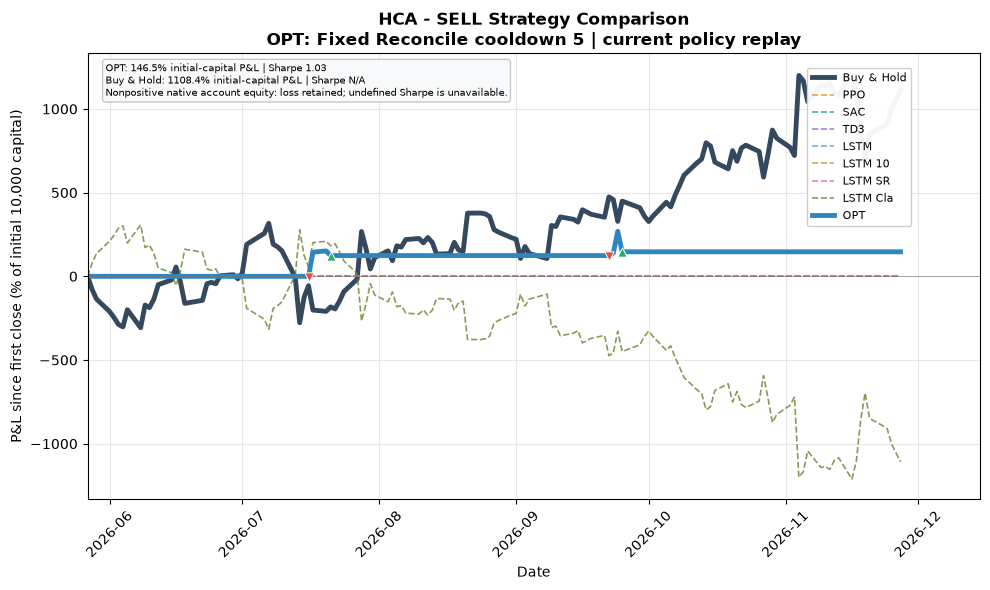 HCA - SELL Strategy Comparison
OPT: Fixed Reconcile cooldown 5 | current policy replay
OPT: 146.5% initial-capital P&L | Sharpe 1.03
Buy & Hold: 1108.4% initial-capital P&L | Sharpe N/A
Nonpositive native account equity: loss retained; undefined Sharpe is unavailable.
Buy & Hold
PPO
SAC
TD3
LSTM
LSTM 10
LSTM SR
LSTM Cla
OPT
P&L since first close (% of initial 10,000 capital)
1000
500
0
−500
−1000
2026-06
2026-07
2026-08
2026-09
2026-10
2026-11
2026-12
Date